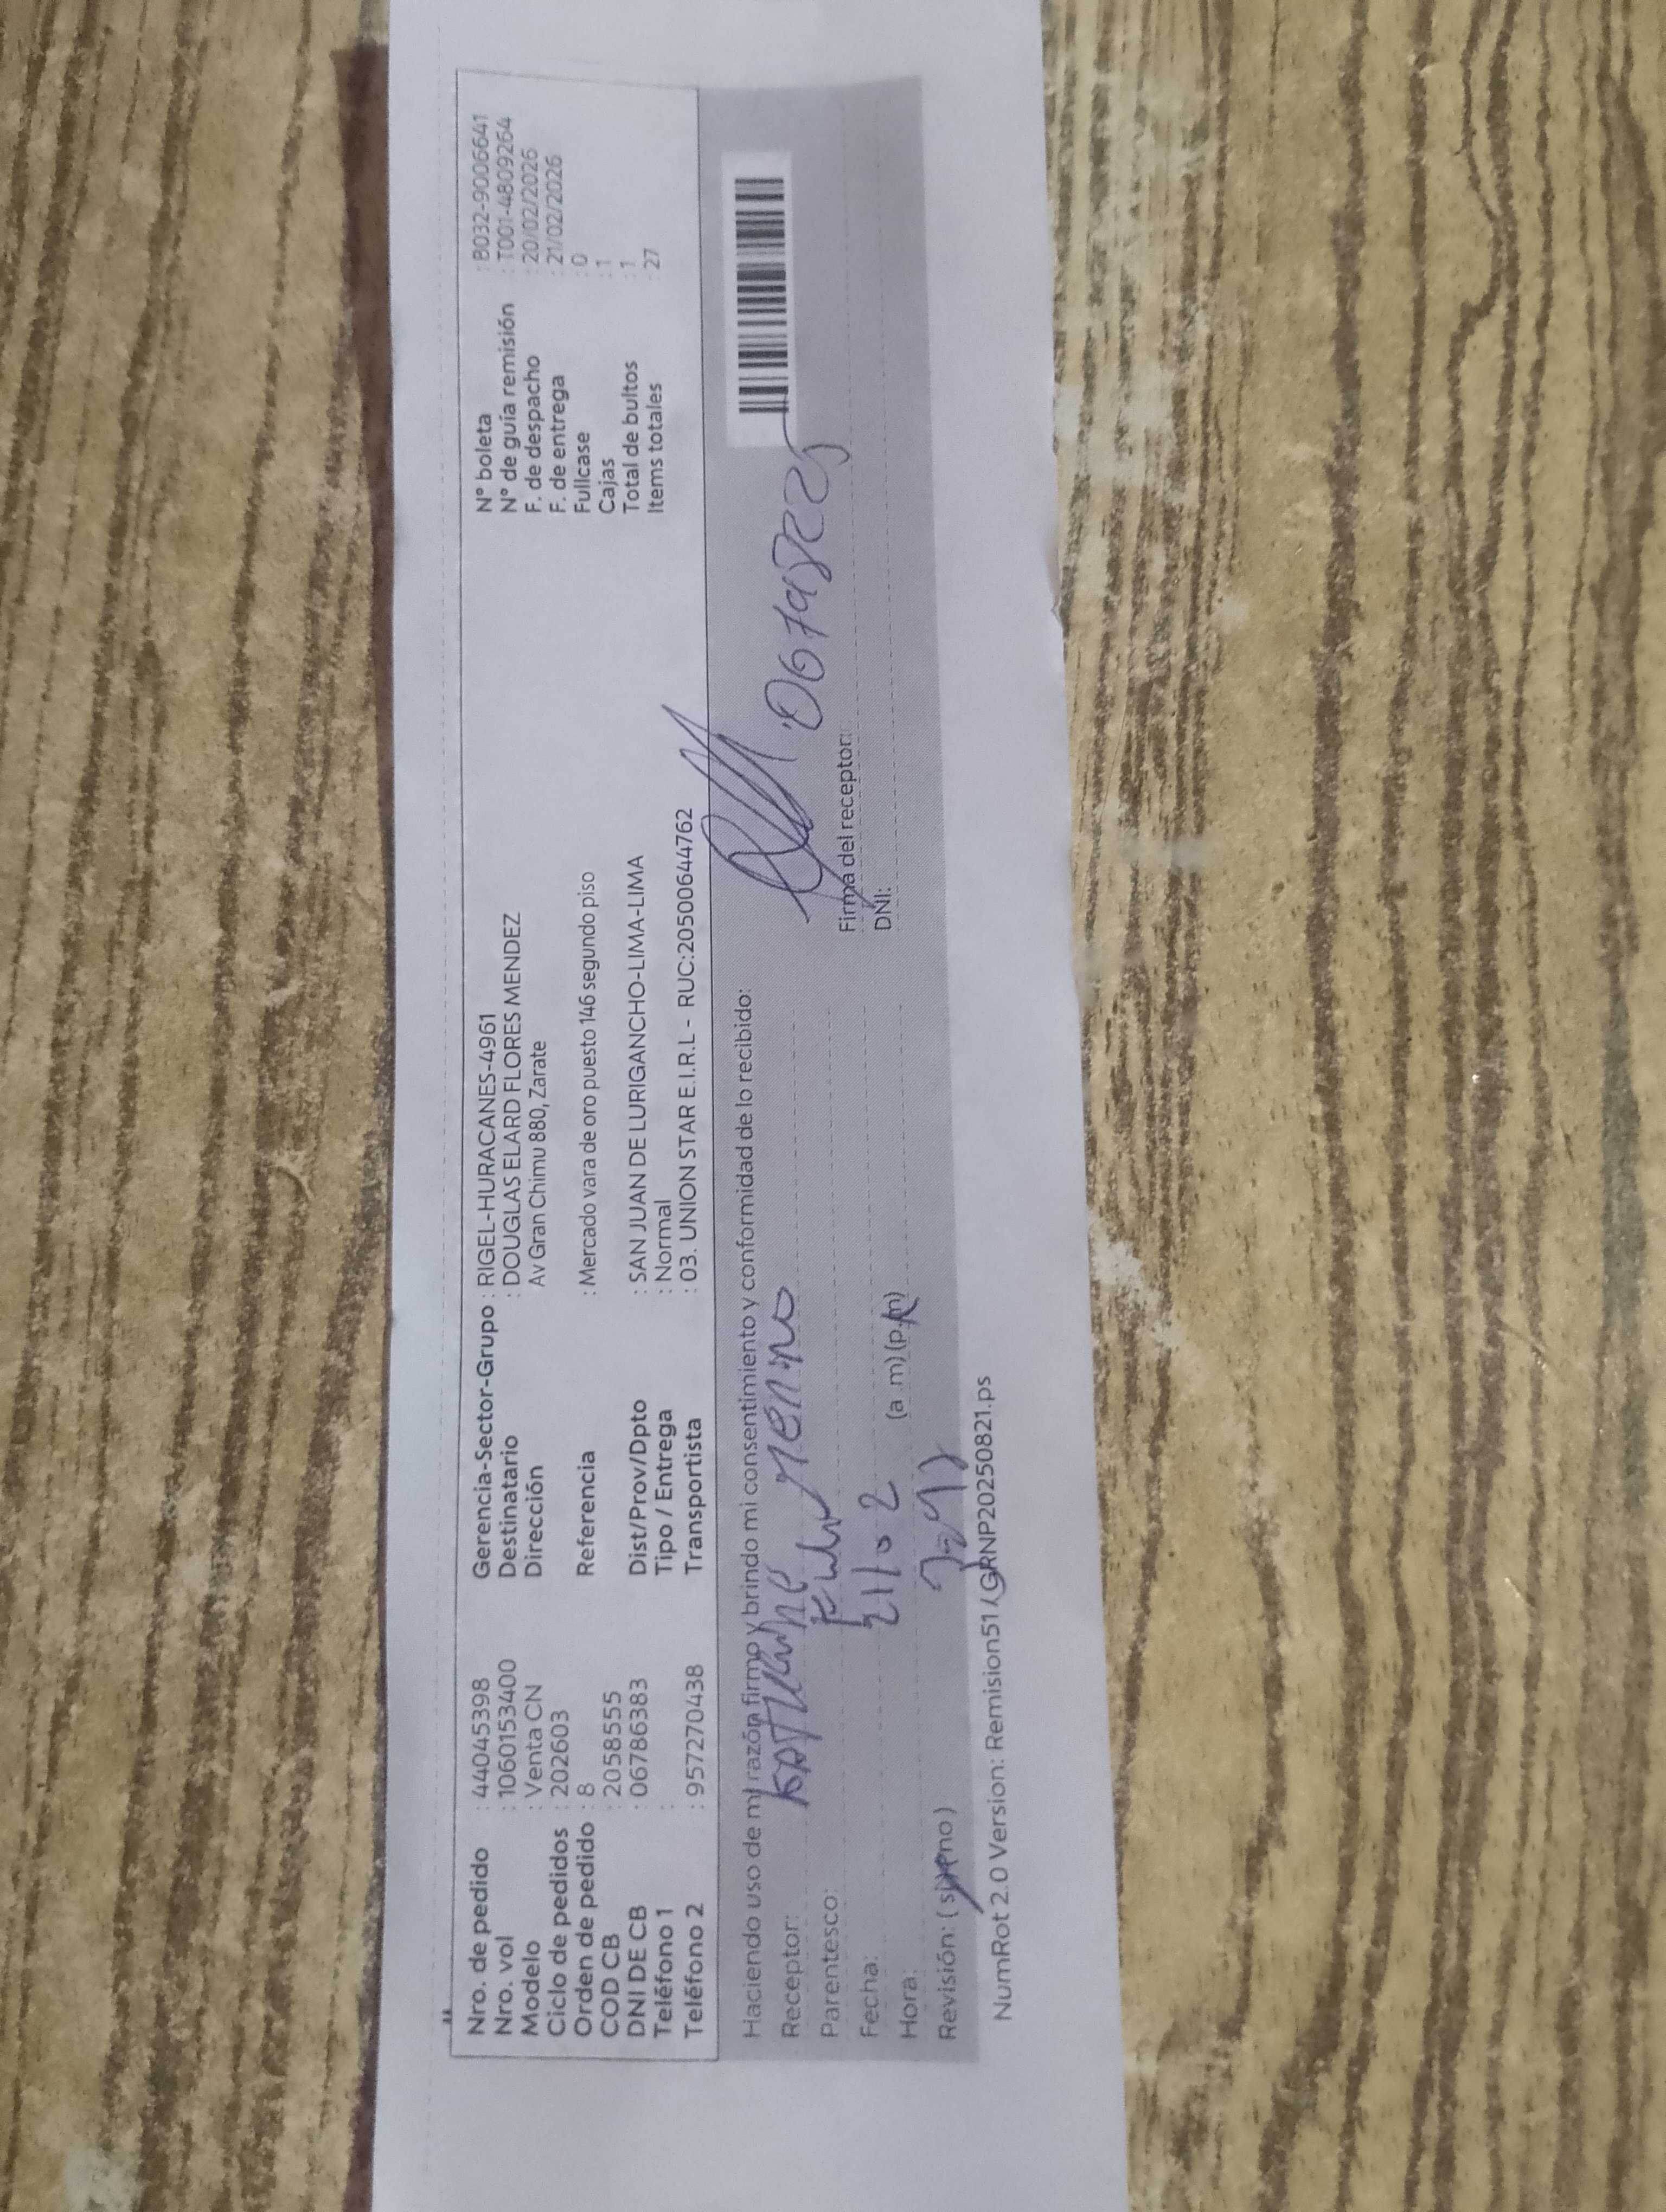 Nro. de pedido : 44045398 Gerencia-Sector-Grupo : RIGEL-HURACANES-4961 N° boleta : B032-9006641
Nro. vol : 1060153400 Destinatario : DOUGLAS ELARD FLORES MENDEZ N° de guía remisión : T001-4809264
Modelo : Venta CN Dirección Av Gran Chimu 880, Zarate F. de despacho : 20/02/2026
Ciclo de pedidos : 202603 F. de entrega : 21/02/2026
Orden de pedido : 8 Referencia : Mercado vara de oro puesto 146 segundo piso Fullcase : 0
COD CB : 2058555 Cajas : 1
DNI DE CB : 06786383 Dist/Prov/Dpto : SAN JUAN DE LURIGANCHO-LIMA-LIMA Total de bultos : 1
Teléfono 1 : Tipo / Entrega : Normal Items totales : 27
Teléfono 2 : 957270438 Transportista : 03. UNION STAR E.I.R.L - RUC:20500644762
Haciendo uso de mi razón firmo y brindo mi consentimiento y conformidad de lo recibido:
Receptor:
Parentesco:
Firma del receptor:
Fecha: 21 02
DNI:
Hora: (a m) (p m)
Revisión: ( si / no )
NumRot 2.0 Version: Remision51 / GRNP20250821.ps